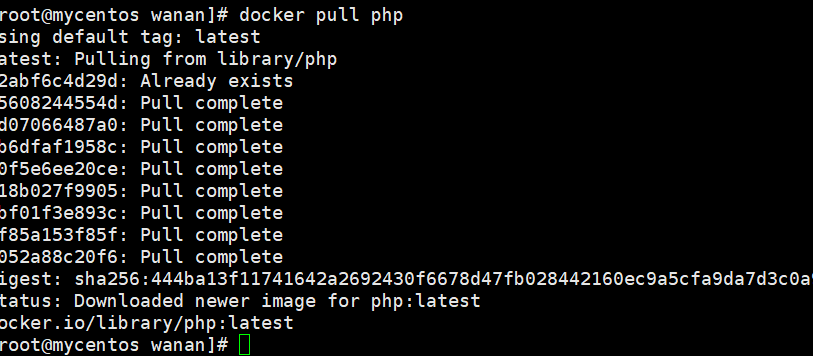 root@mycentos wanan]# docker pull php
sing default tag: latest
atest: Pulling from library/php
2abf6c4d29d: Already exists
5608244554d: Pull complete
d07066487a0: Pull complete
b6dfaf1958c: Pull complete
0f5e6ee20ce: Pull complete
18b027f9905: Pull complete
bf01f3e893c: Pull complete
f85a153f85f: Pull complete
052a88c20f6: Pull complete
igest: sha256:444ba13f11741642a2692430f6678d47fb028442160ec9a5cfa9da7d3c0a9
tatus: Downloaded newer image for php:latest
ocker.io/library/php:latest
root@mycentos wanan]#